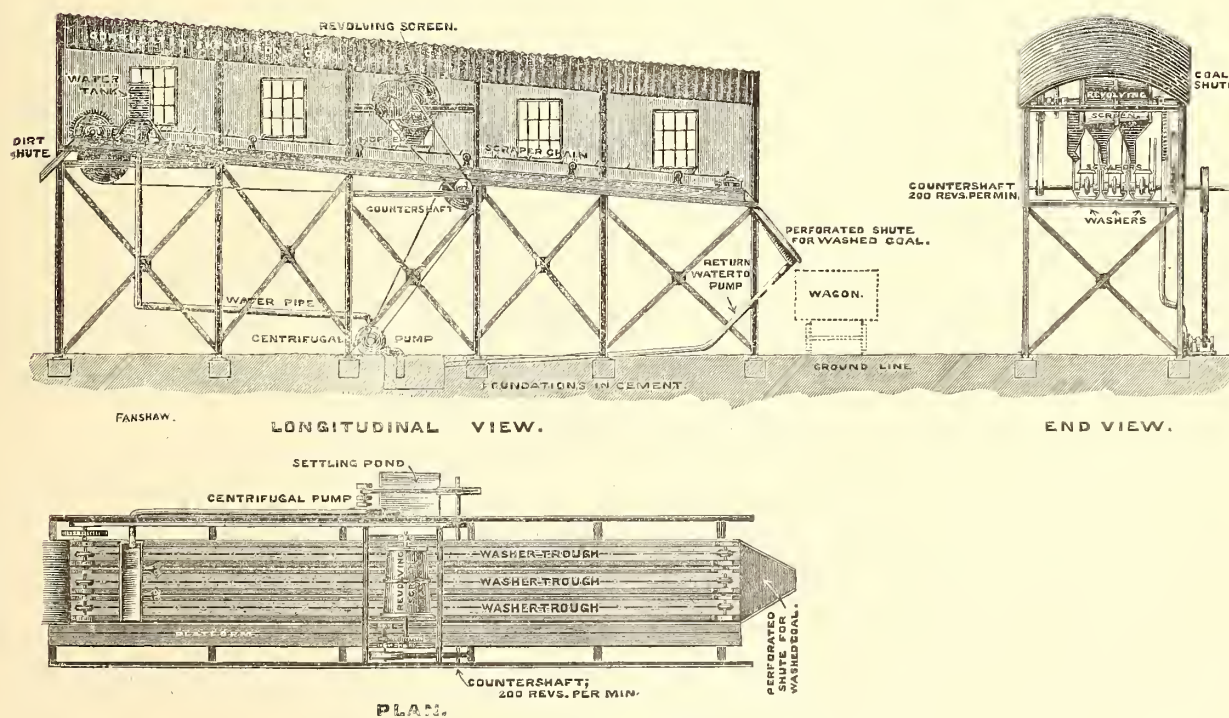 REVOLVING SCREEN.
WATER
TANK
DIRT
SHUTE
SCRAPER CHAIN
COUNTERSHAFT
PERFORATED SHUTE
FOR WASHED COAL.
RETURN
WATER TO
PUMP
WAGON.
WATER PIPE
CENTRIFUGAL PUMP
FOUNDATIONS IN CEMENT.
GROUND LINE
FANSHAW.
LONGITUDINAL VIEW.
COAL
SHUTE
REVOLVING
SCREEN
SCRAPERS
COUNTERSHAFT
200 REVS. PER MIN.
WASHERS
END VIEW.
SETTLING POND
CENTRIFUGAL PUMP
WASHER-TROUGH
WASHER-TROUGH
WASHER-TROUGH
REVOLVING
PLATFORM
PERFORATED
SHUTE FOR
WASHED COAL.
COUNTERSHAFT;
200 REVS. PER MIN.
PLAN.